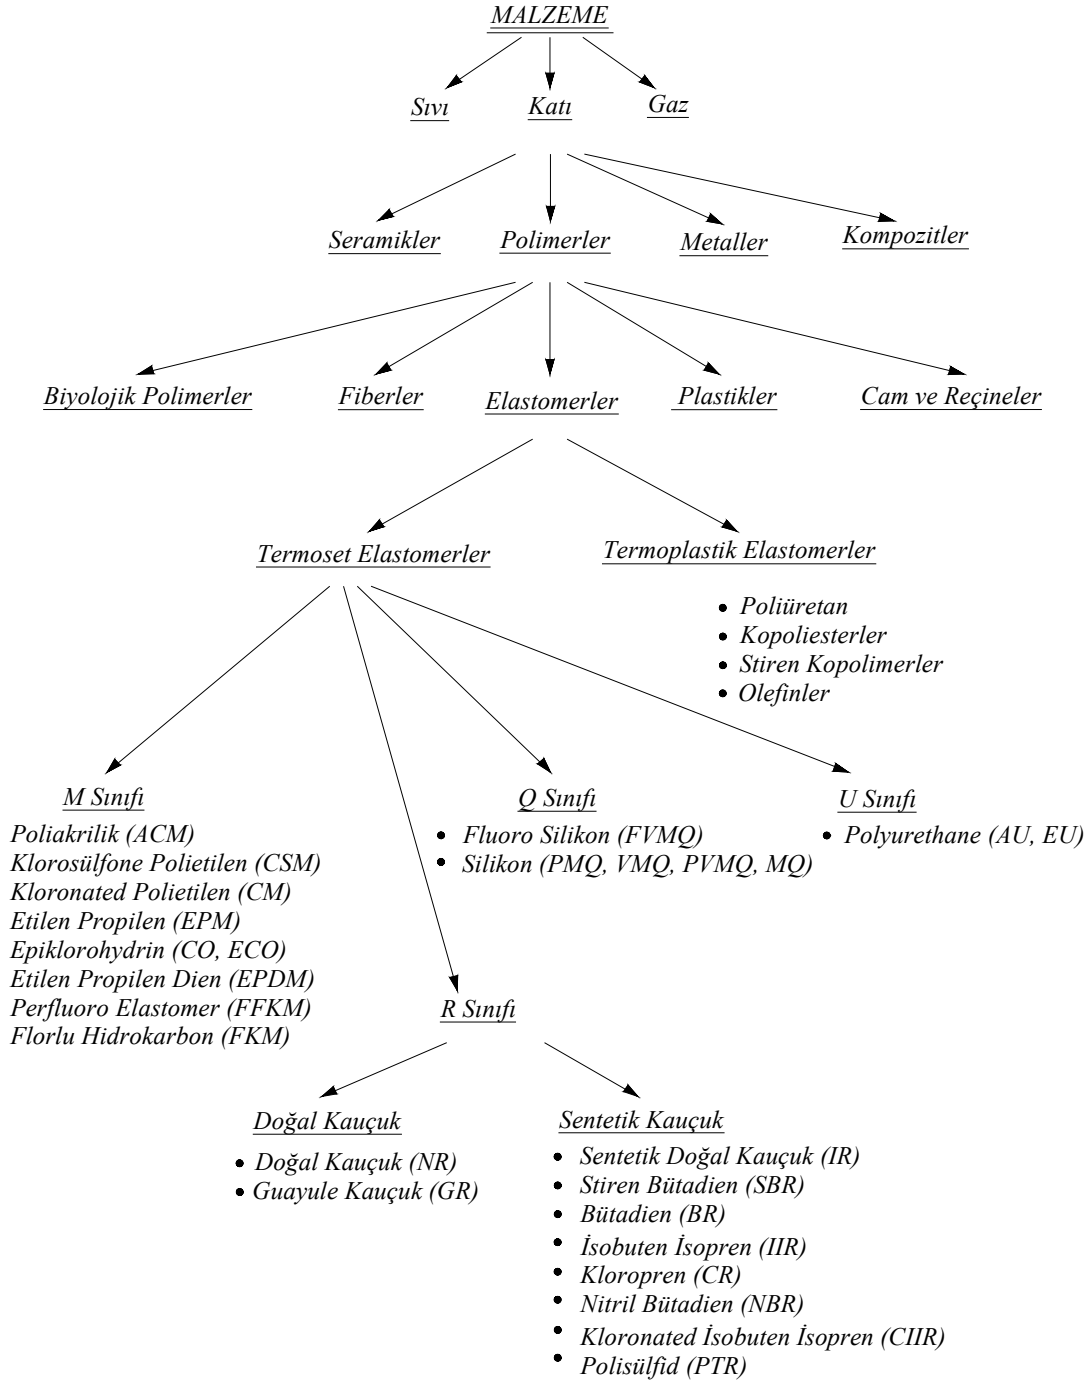 MALZEME
Sıvı
Katı
Gaz
Seramikler
Polimerler
Metaller
Kompozitler
Biyolojik Polimerler
Fiberler
Elastomerler
Plastikler
Cam ve Reçineler
Termoset Elastomerler
Termoplastik Elastomerler
• Poliüretan
• Kopoliesterler
• Stiren Kopolimerler
• Olefinler
M Sınıfı
Poliakrilik (ACM)
Klorosülfone Polietilen (CSM)
Kloronated Polietilen (CM)
Etilen Propilen (EPM)
Epiklorohydrin (CO, ECO)
Etilen Propilen Dien (EPDM)
Perfluoro Elastomer (FFKM)
Florlu Hidrokarbon (FKM)
Q Sınıfı
• Fluoro Silikon (FVMQ)
• Silikon (PMQ, VMQ, PVMQ, MQ)
U Sınıfı
• Polyurethane (AU, EU)
R Sınıfı
Doğal Kauçuk
• Doğal Kauçuk (NR)
• Guayule Kauçuk (GR)
Sentetik Kauçuk
• Sentetik Doğal Kauçuk (IR)
• Stiren Bütadien (SBR)
• Bütadien (BR)
• İsobuten İsopren (IIR)
• Kloropren (CR)
• Nitril Bütadien (NBR)
• Kloronated İsobuten İsopren (CIIR)
• Polisülfid (PTR)